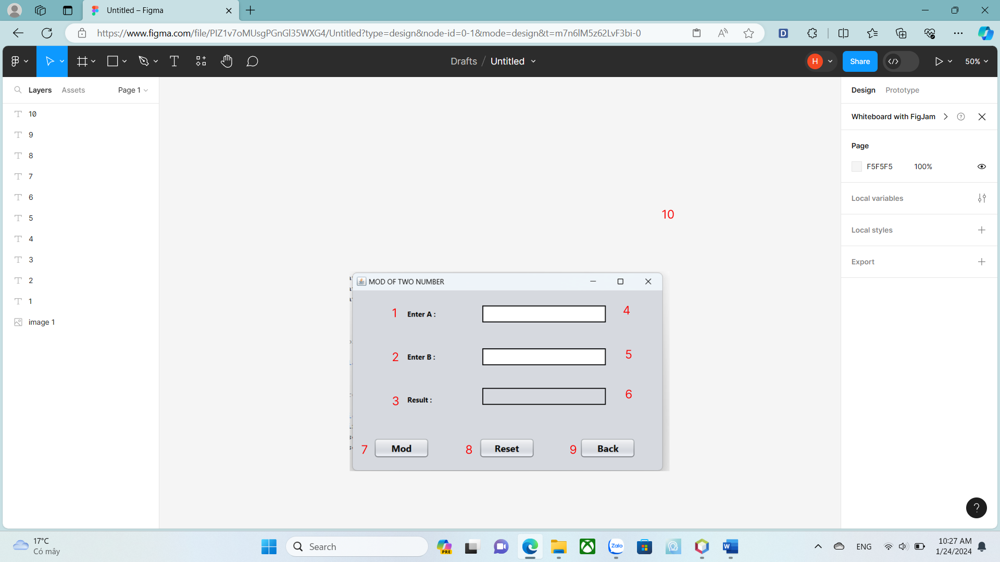 Untitled – Figma
https://www.figma.com/file/PIZ1v7oMUsgPGnGl35WXG4/Untitled?type=design&node-id=0-1&mode=design&t=m7n6lM5z62LvF3bi-0
Drafts / Untitled
H
Share
50%
Layers
Assets
Page 1
10
9
8
7
6
5
4
3
2
1
image 1
10
MOD OF TWO NUMBER
1 Enter A : 4
2 Enter B : 5
3 Result : 6
7 Mod 8 Reset 9 Back
Design
Prototype
Whiteboard with FigJam
Page
F5F5F5 100%
Local variables
Local styles
Export
?
17°C
Có mây
Search
PRE
Zalo
W
ENG
10:27 AM
1/24/2024